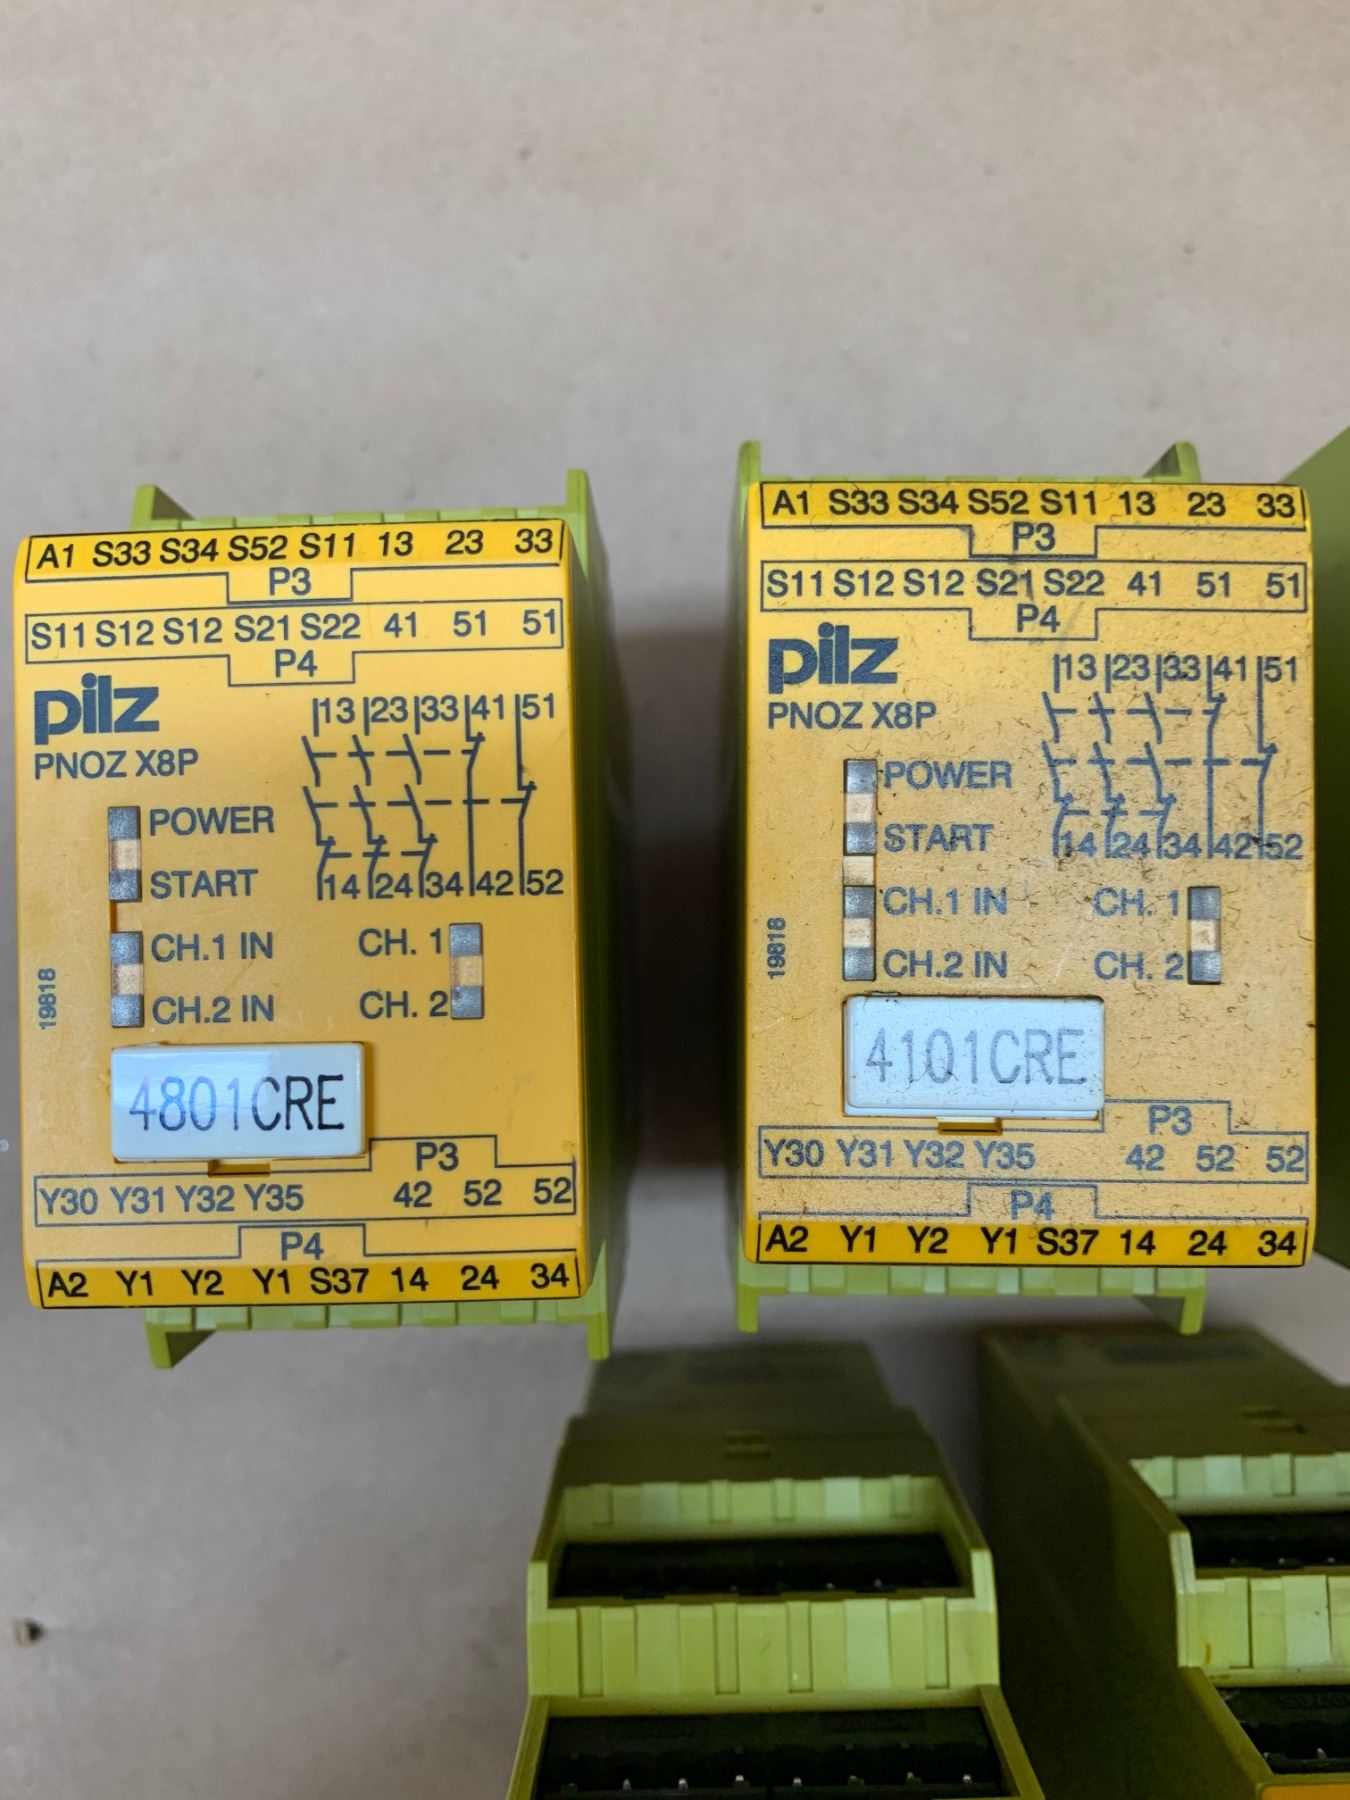 A1 S33 S34 S52 S11 13 23 33
P3
S11 S12 S12 S21 S22 41 51 51
P4
pilz
PNOZ X8P
13 23 33 41 51
14 24 34 42 52
POWER
START
CH.1 IN
CH.2 IN
CH. 1
CH. 2
19818
4801CRE
P3
Y30 Y31 Y32 Y35 42 52 52
P4
A2 Y1 Y2 Y1 S37 14 24 34
A1 S33 S34 S52 S11 13 23 33
P3
S11 S12 S12 S21 S22 41 51 51
P4
pilz
PNOZ X8P
13 23 33 41 51
14 24 34 42 52
POWER
START
CH.1 IN
CH.2 IN
CH. 1
CH. 2
19818
4101CRE
P3
Y30 Y31 Y32 Y35 42 52 52
P4
A2 Y1 Y2 Y1 S37 14 24 34